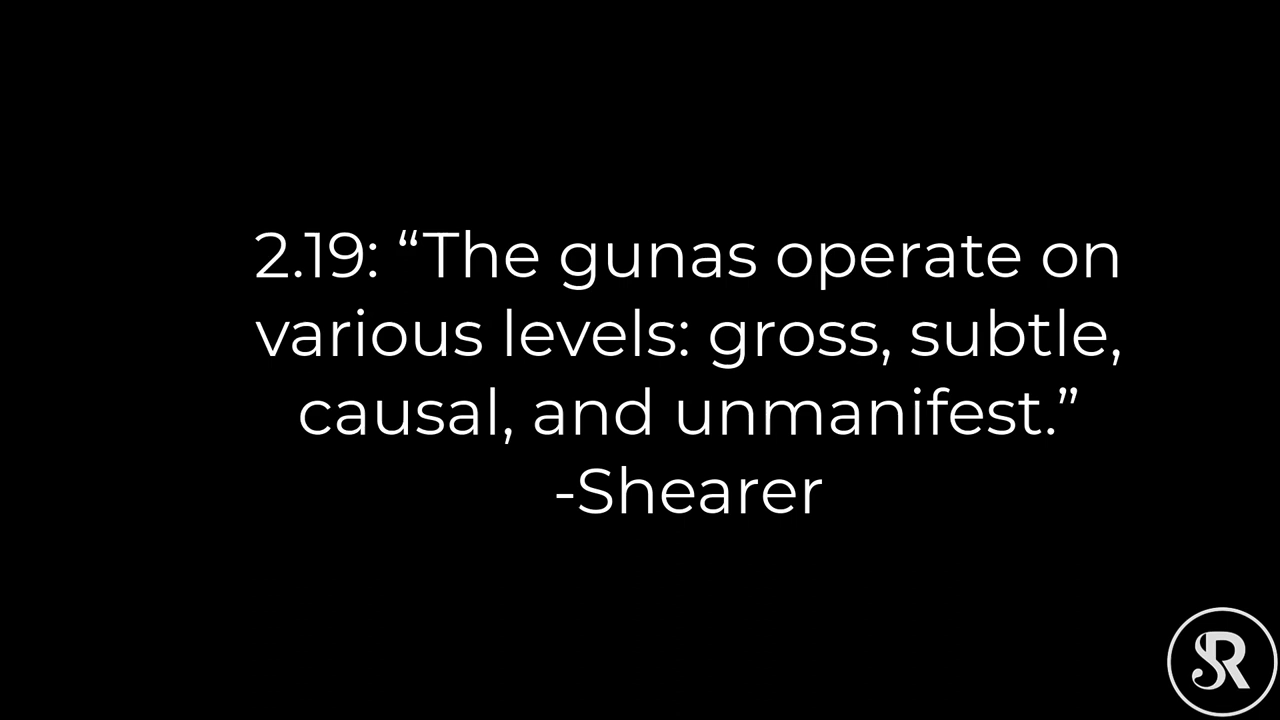 2.19: “The gunas operate on
various levels: gross, subtle,
causal, and unmanifest.”
-Shearer
SR